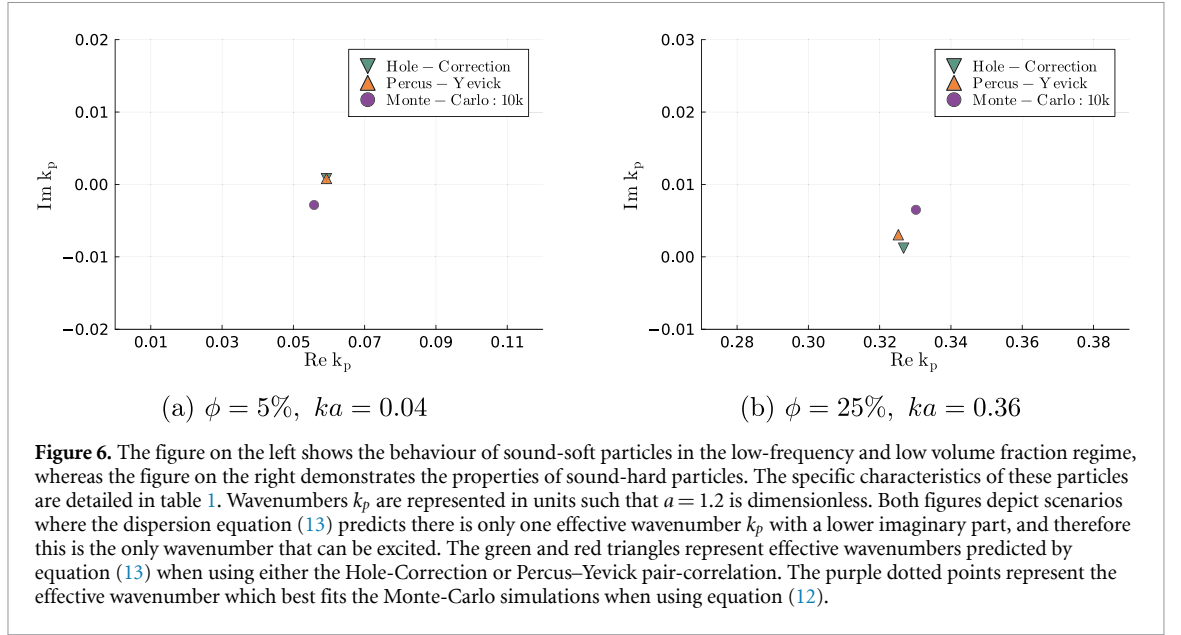 0.02
0.01
0.00
−0.01
−0.02
Im kp
0.01 0.03 0.05 0.07 0.09 0.11
Re kp
Hole − Correction
Percus − Yevick
Monte − Carlo : 10k
(a) ϕ = 5%, ka = 0.04
0.03
0.02
0.01
0.00
−0.01
Im kp
0.28 0.30 0.32 0.34 0.36 0.38
Re kp
Hole − Correction
Percus − Yevick
Monte − Carlo : 10k
(b) ϕ = 25%, ka = 0.36
Figure 6. The figure on the left shows the behaviour of sound-soft particles in the low-frequency and low volume fraction regime,
whereas the figure on the right demonstrates the properties of sound-hard particles. The specific characteristics of these particles
are detailed in table 1. Wavenumbers kp are represented in units such that a = 1.2 is dimensionless. Both figures depict scenarios
where the dispersion equation (13) predicts there is only one effective wavenumber kp with a lower imaginary part, and therefore
this is the only wavenumber that can be excited. The green and red triangles represent effective wavenumbers predicted by
equation (13) when using either the Hole-Correction or Percus–Yevick pair-correlation. The purple dotted points represent the
effective wavenumber which best fits the Monte-Carlo simulations when using equation (12).